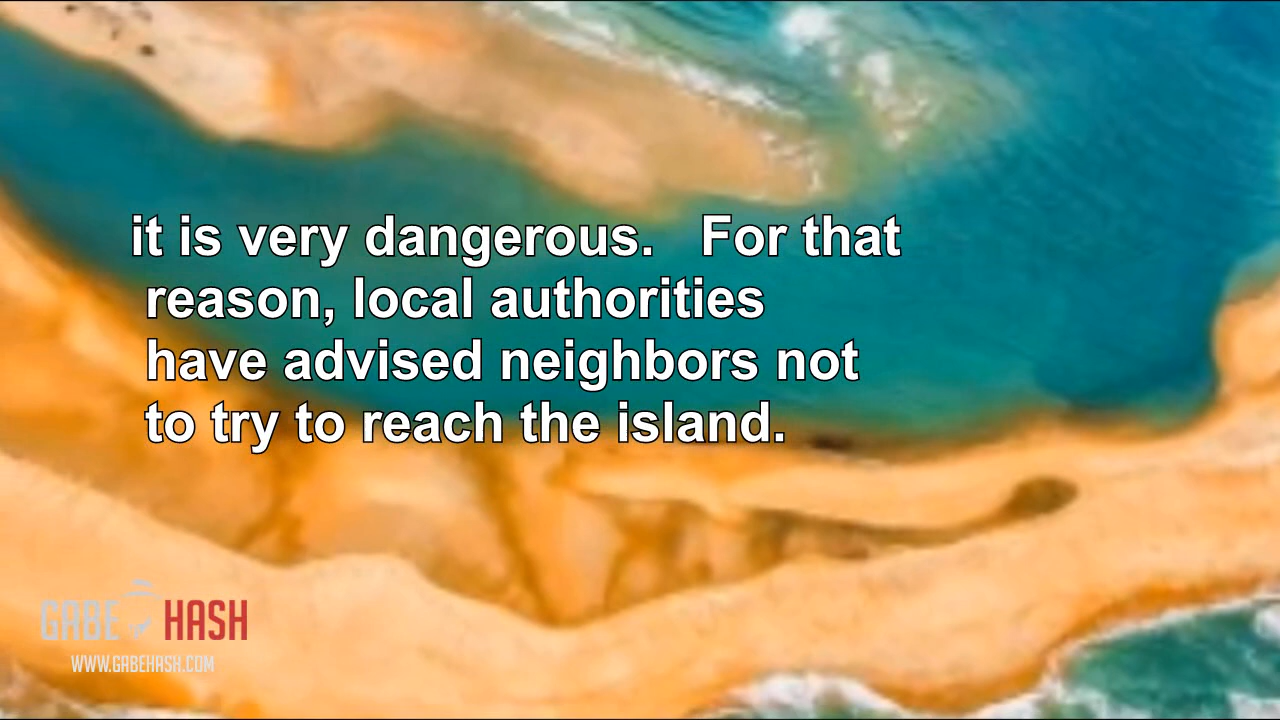 it is very dangerous.   For that
reason, local authorities
have advised neighbors not
to try to reach the island.
GABE HASH
WWW.GABEHASH.COM